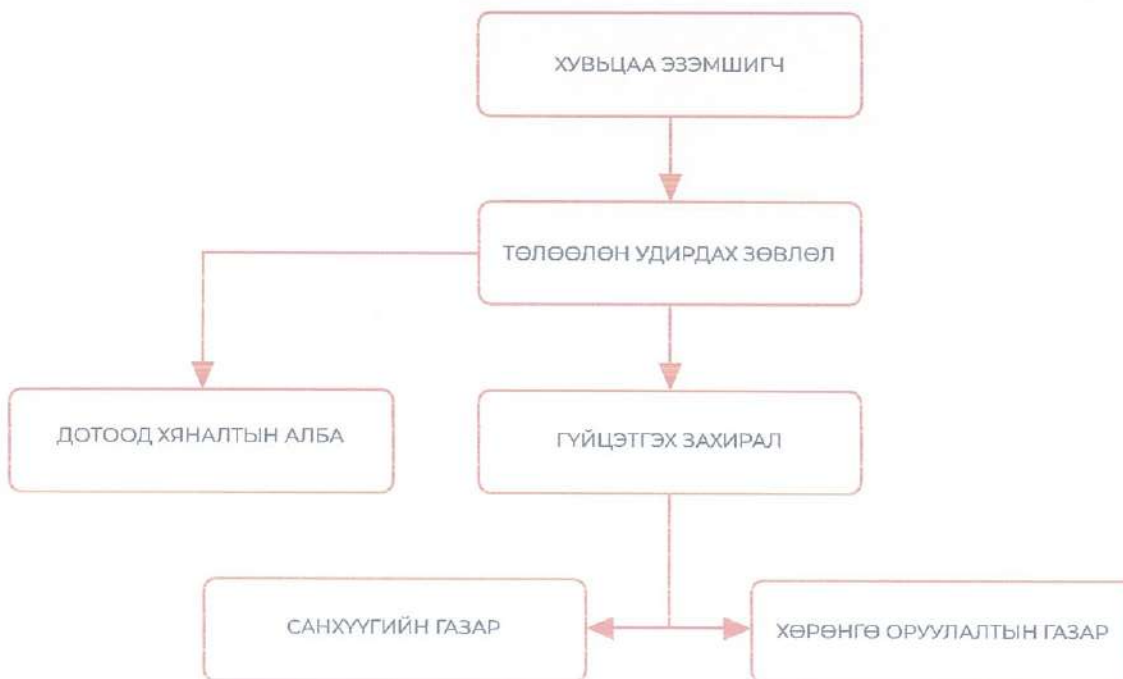 ХУВЬЦАА ЭЗЭМШИГЧ
ТӨЛӨӨЛӨН УДИРДАХ ЗӨВЛӨЛ
ДОТООД ХЯНАЛТЫН АЛБА
ГҮЙЦЭТГЭХ ЗАХИРАЛ
САНХҮҮГИЙН ГАЗАР
ХӨРӨНГӨ ОРУУЛАЛТЫН ГАЗАР